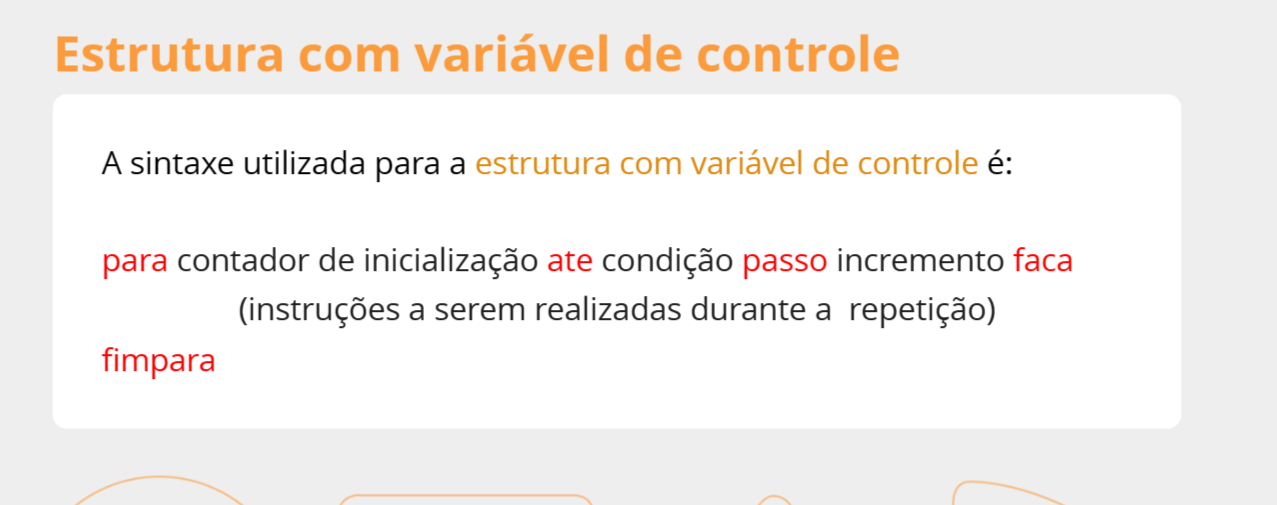 Estrutura com variável de controle
A sintaxe utilizada para a estrutura com variável de controle é:
para contador de inicialização ate condição passo incremento faca
(instruções a serem realizadas durante a  repetição)
fimpara